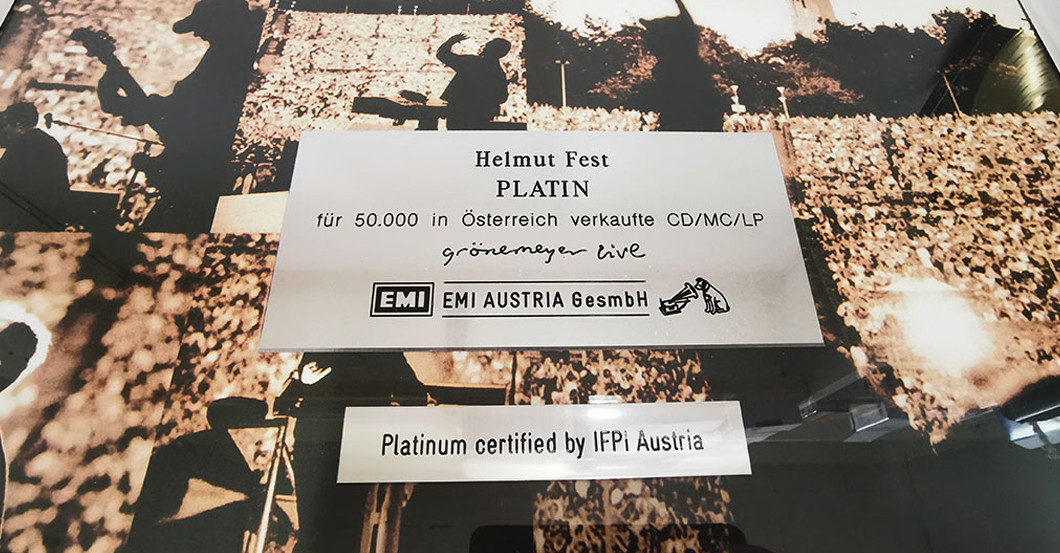 Helmut Fest
PLATIN
für 50.000 in Österreich verkaufte CD/MC/LP
grönemeyer live
EMI EMI AUSTRIA GesmbH
Platinum certified by IFPI Austria